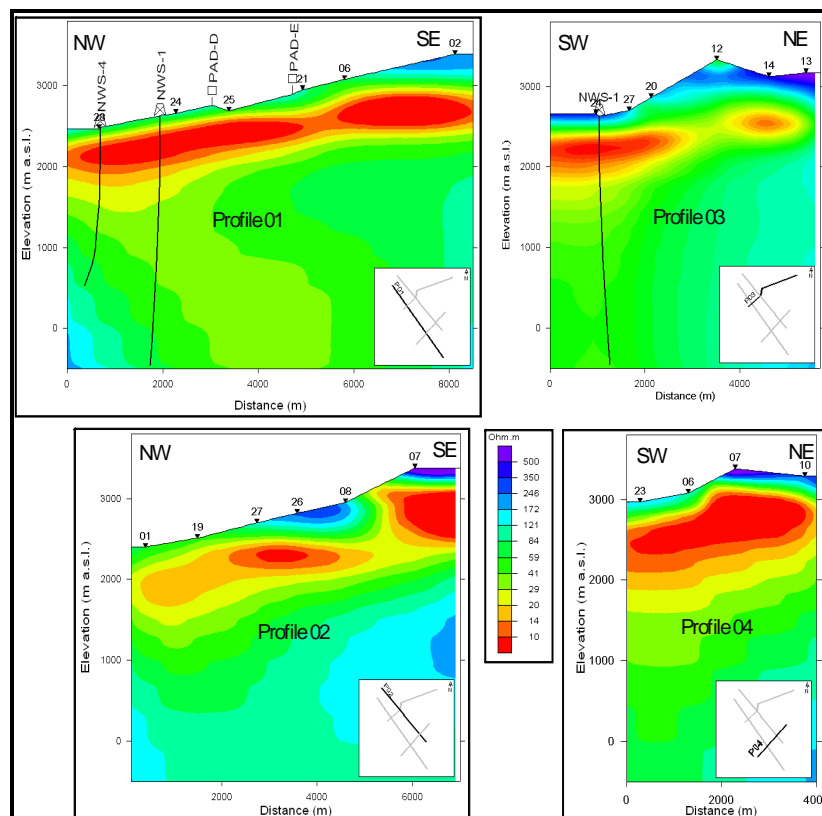 NW
SE
NWS-4
NWS-1
PAD-D
PAD-E
28
24
25
21
06
02
3000
2000
1000
0
Elevation (m a.s.l.)
Profile 01
P01
N
0
2000
4000
6000
8000
Distance (m)
SW
NE
NWS-1
27
20
12
14
13
3000
2000
1000
0
Elevation (m a.s.l.)
Profile 03
P03
N
0
2000
4000
Distance (m)
NW
SE
01
19
27
26
08
07
3000
2000
1000
0
Elevation (m a.s.l.)
Profile 02
P02
N
2000
4000
6000
Distance (m)
Ohm.m
500
350
246
172
121
84
59
41
29
20
14
10
SW
NE
23
06
07
10
3000
2000
1000
0
Elevation (m a.s.l.)
Profile 04
P04
N
0
2000
400
Distance (m)